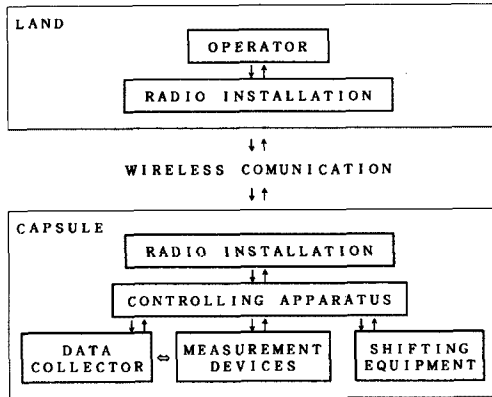 LAND
OPERATOR
RADIO INSTALLATION
WIRELESS COMUNICATION
CAPSULE
RADIO INSTALLATION
CONTROLLING APPARATUS
DATA COLLECTOR
MEASUREMENT DEVICES
SHIFTING EQUIPMENT